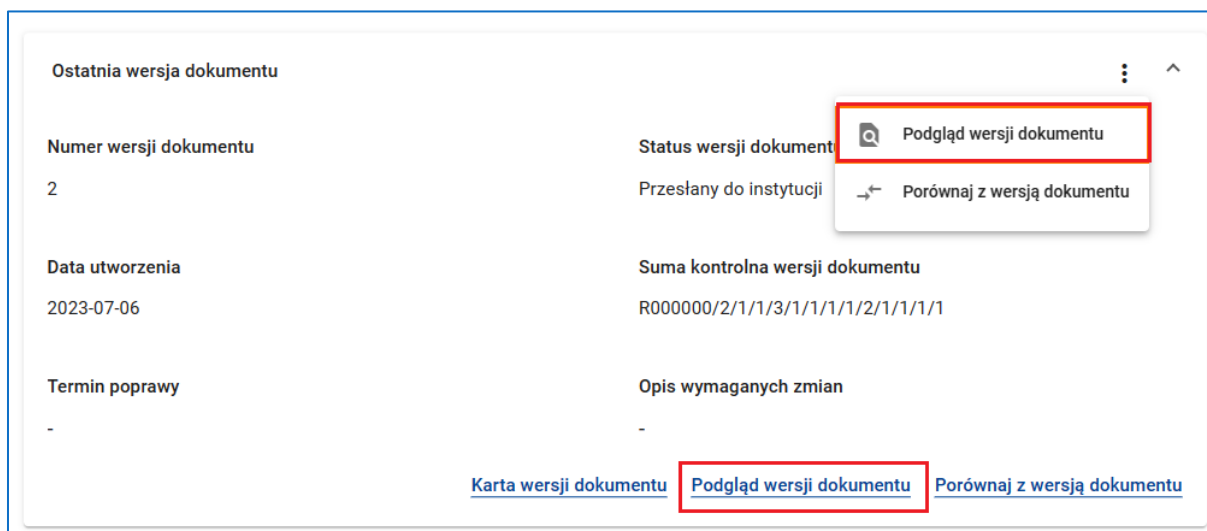 Ostatnia wersja dokumentu
Podgląd wersji dokumentu
Porównaj z wersją dokumentu
Numer wersji dokumentu
2
Status wersji dokument
Przesłany do instytucji
Data utworzenia
2023-07-06
Suma kontrolna wersji dokumentu
R000000/2/1/1/3/1/1/1/1/2/1/1/1/1
Termin poprawy
-
Opis wymaganych zmian
-
Karta wersji dokumentu Podgląd wersji dokumentu Porównaj z wersją dokumentu